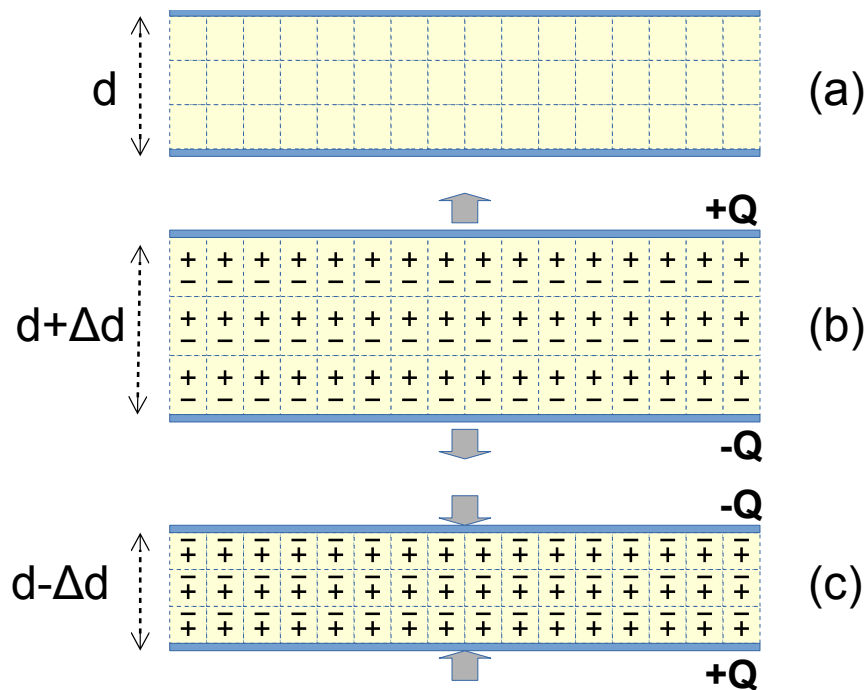 d
(a)
+Q
+ + + + + + + + + + + + + + + +
– – – – – – – – – – – – – – – –
+ + + + + + + + + + + + + + + +
– – – – – – – – – – – – – – – –
+ + + + + + + + + + + + + + + +
– – – – – – – – – – – – – – – –
d+Δd
(b)
-Q
-Q
– – – – – – – – – – – – – – – –
+ + + + + + + + + + + + + + + +
– – – – – – – – – – – – – – – –
+ + + + + + + + + + + + + + + +
– – – – – – – – – – – – – – – –
+ + + + + + + + + + + + + + + +
d-Δd
(c)
+Q